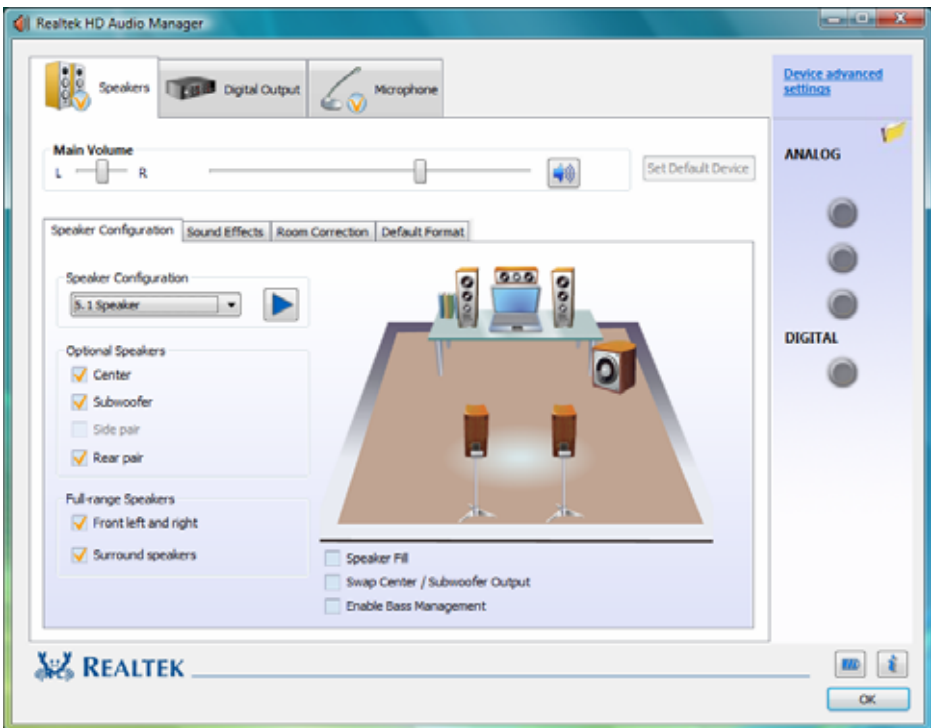 Realtek HD Audio Manager
Speakers
Digital Output
Microphone
Device advanced
settings
Main Volume
L
R
Set Default Device
ANALOG
Speaker Configuration
Sound Effects
Room Correction
Default Format
Speaker Configuration
5.1 Speaker
Optional Speakers
Center
Subwoofer
Side pair
Rear pair
DIGITAL
Full-range Speakers
Front left and right
Surround speakers
Speaker Fill
Swap Center / Subwoofer Output
Enable Bass Management
REALTEK
OK